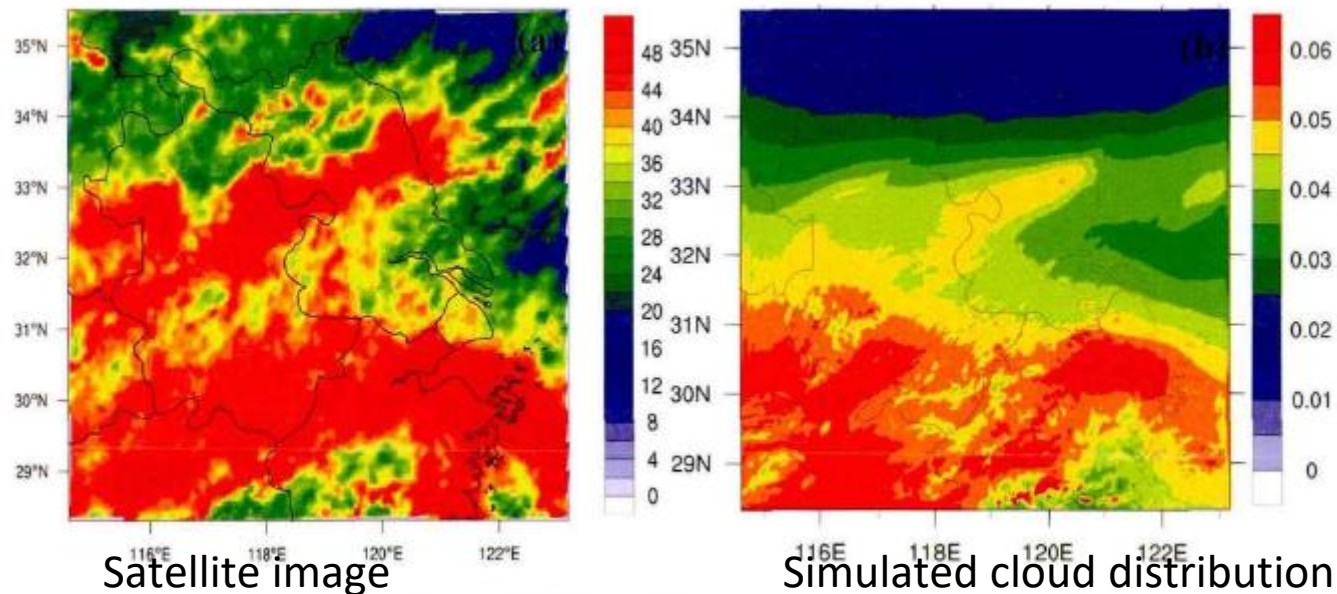 (a)
35°N
34°N
33°N
32°N
31°N
30°N
29°N
116°E 118°E 120°E 122°E
48
44
40
36
32
28
24
20
16
12
8
4
0
(b)
35N
34N
33N
32N
31N
30N
29N
116E 118E 120E 122E
0.06
0.05
0.04
0.03
0.02
0.01
0
Satellite image
Simulated cloud distribution